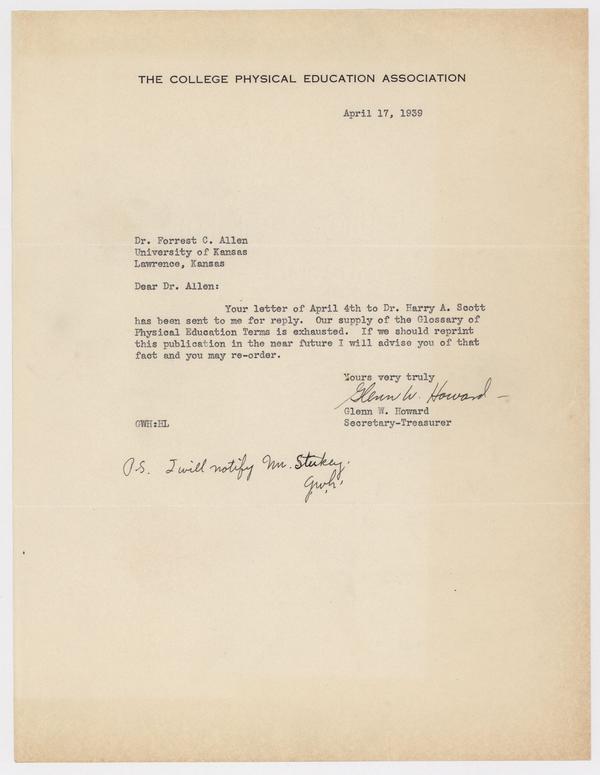 THE COLLEGE PHYSICAL EDUCATION ASSOCIATION
April 17, 1939
Dr. Forrest C. Allen
University of Kansas
Lawrence, Kansas
Dear Dr. Allen:
Your letter of April 4th to Dr. Harry A. Scott
has been sent to me for reply. Our supply of the Glossary of
Physical Education Terms is exhausted. If we should reprint
this publication in the near future I will advise you of that
fact and you may re-order.
Yours very truly
Glenn W. Howard
Glenn W. Howard
GWH:HL Secretary-Treasurer
P.S. I will notify Mr. Stukey.
gwh.